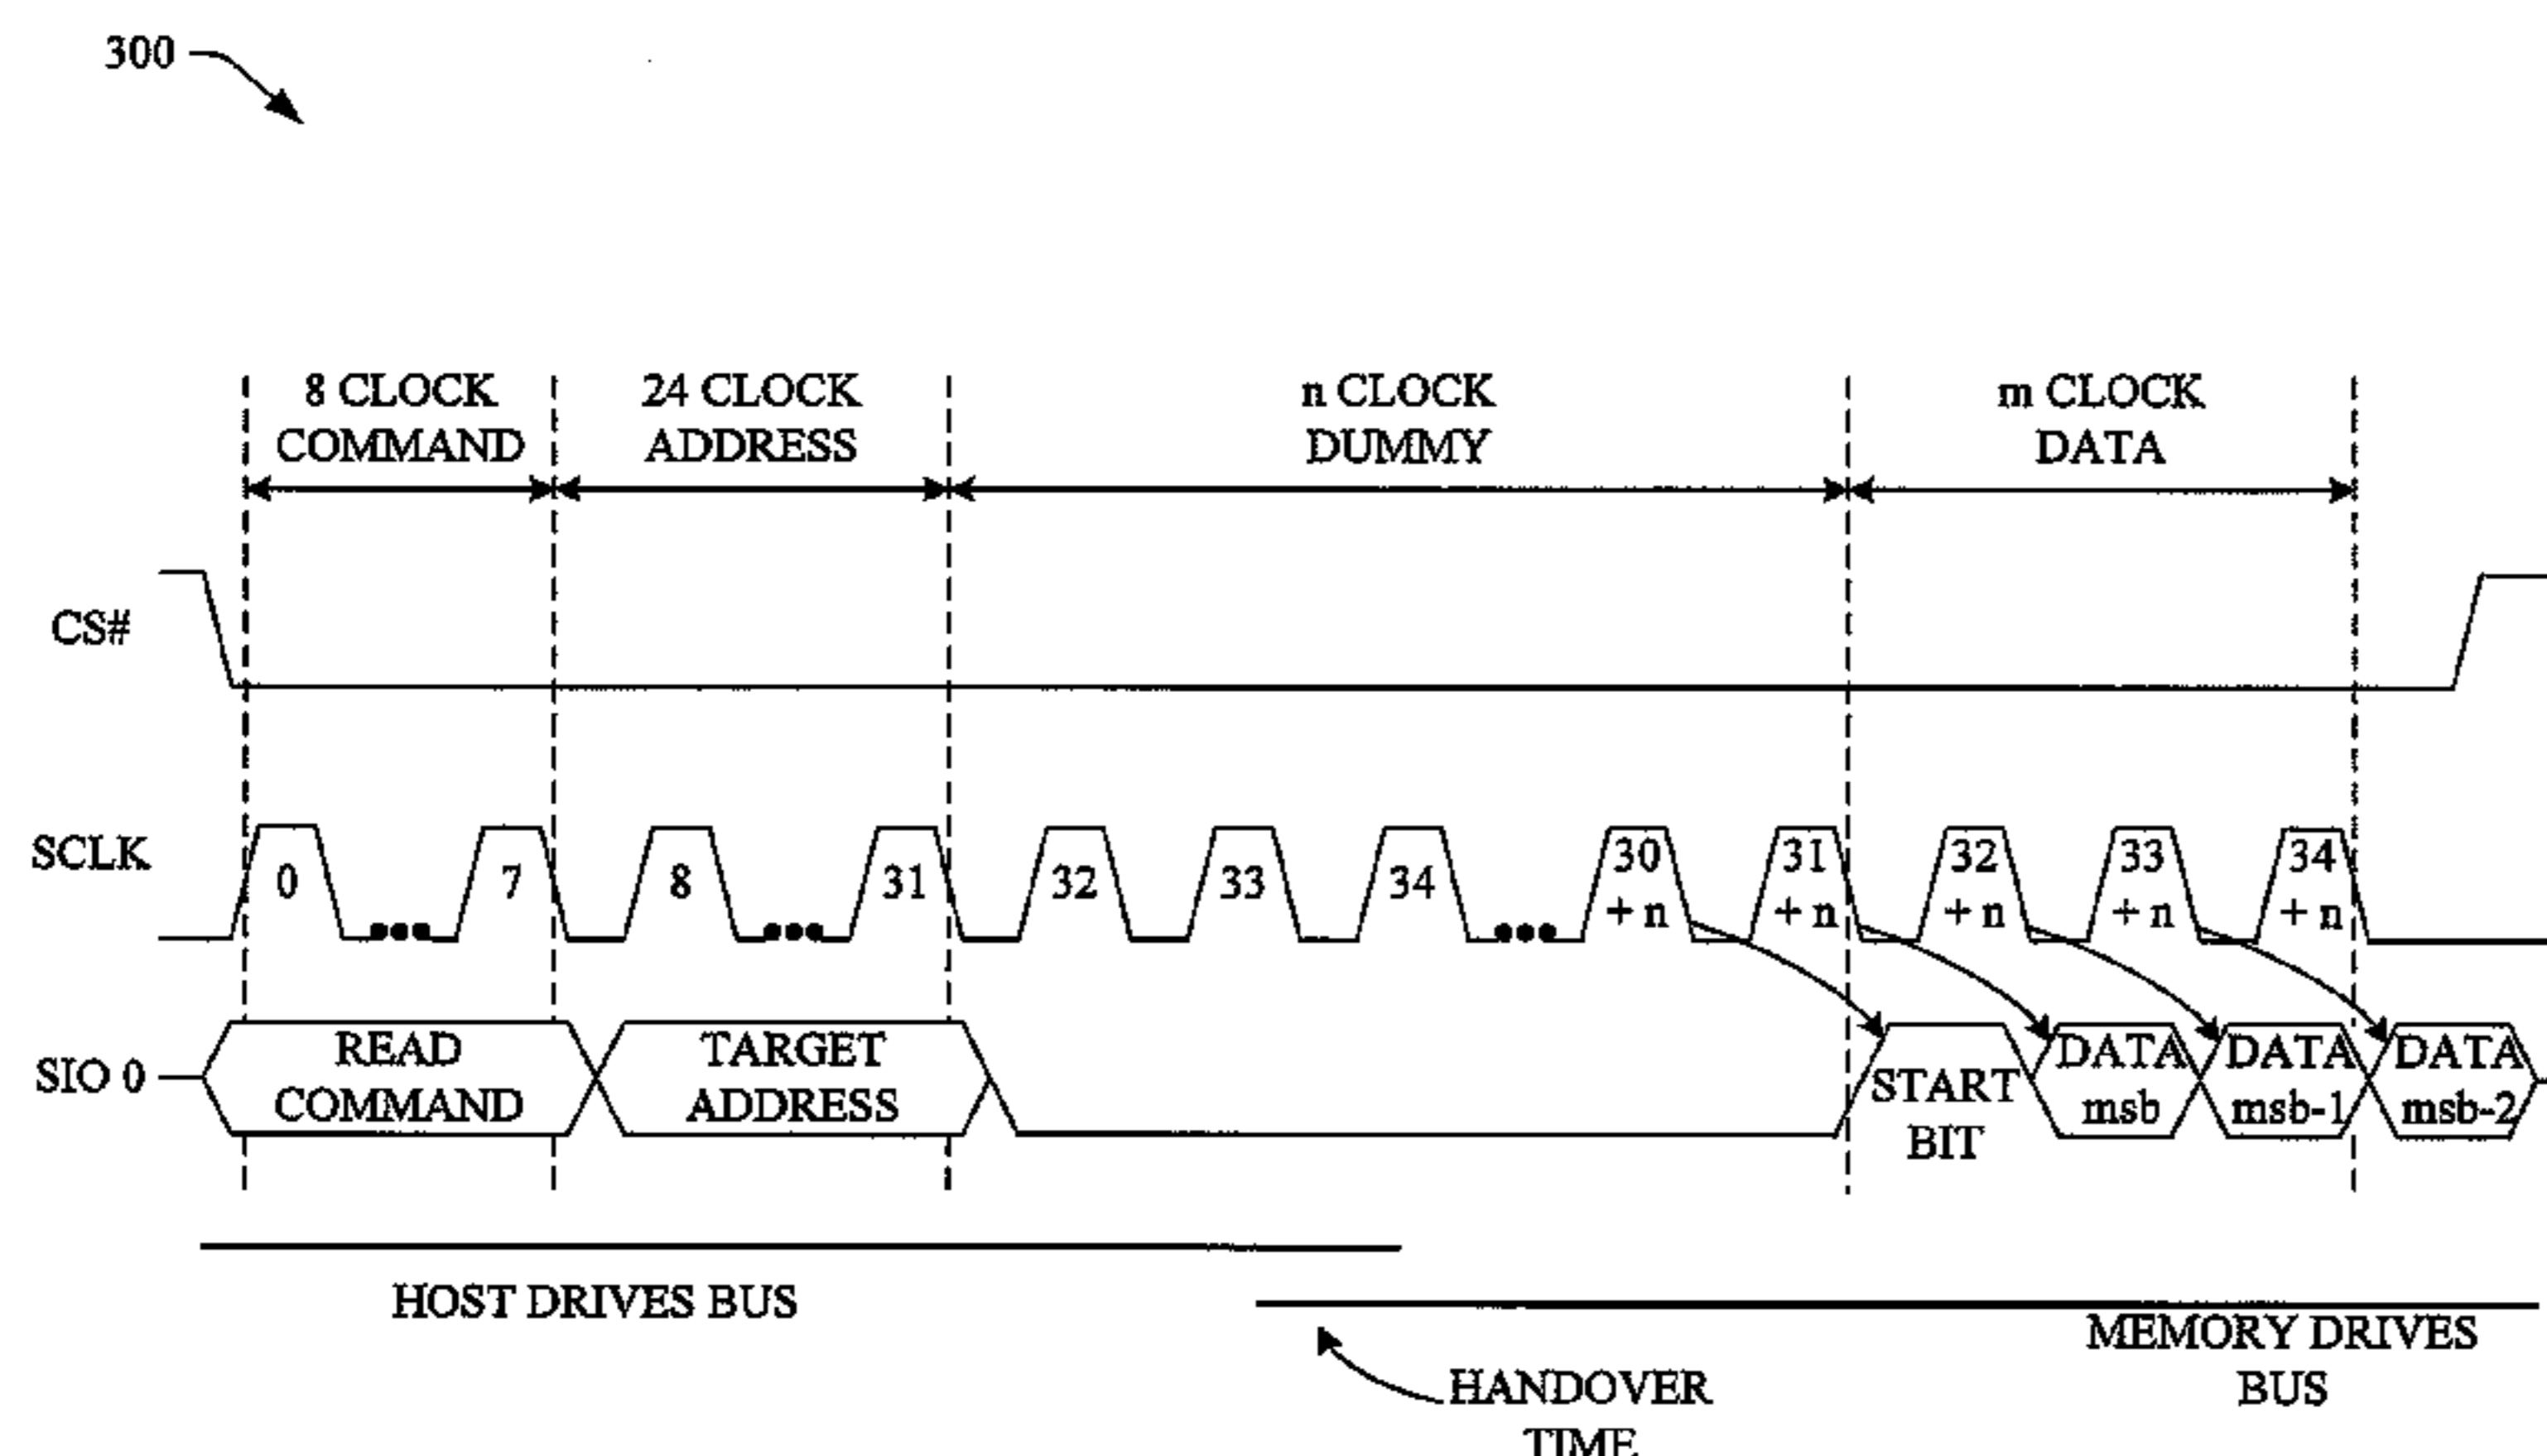 300
8 CLOCK
COMMAND
24 CLOCK
ADDRESS
n CLOCK
DUMMY
m CLOCK
DATA
CS#
SCLK
0
7
8
31
32
33
34
30
+ n
31
+ n
32
+ n
33
+ n
34
+ n
SIO 0
READ
COMMAND
TARGET
ADDRESS
START
BIT
DATA
msb
DATA
msb-1
DATA
msb-2
HOST DRIVES BUS
MEMORY DRIVES
BUS
HANDOVER
TIME